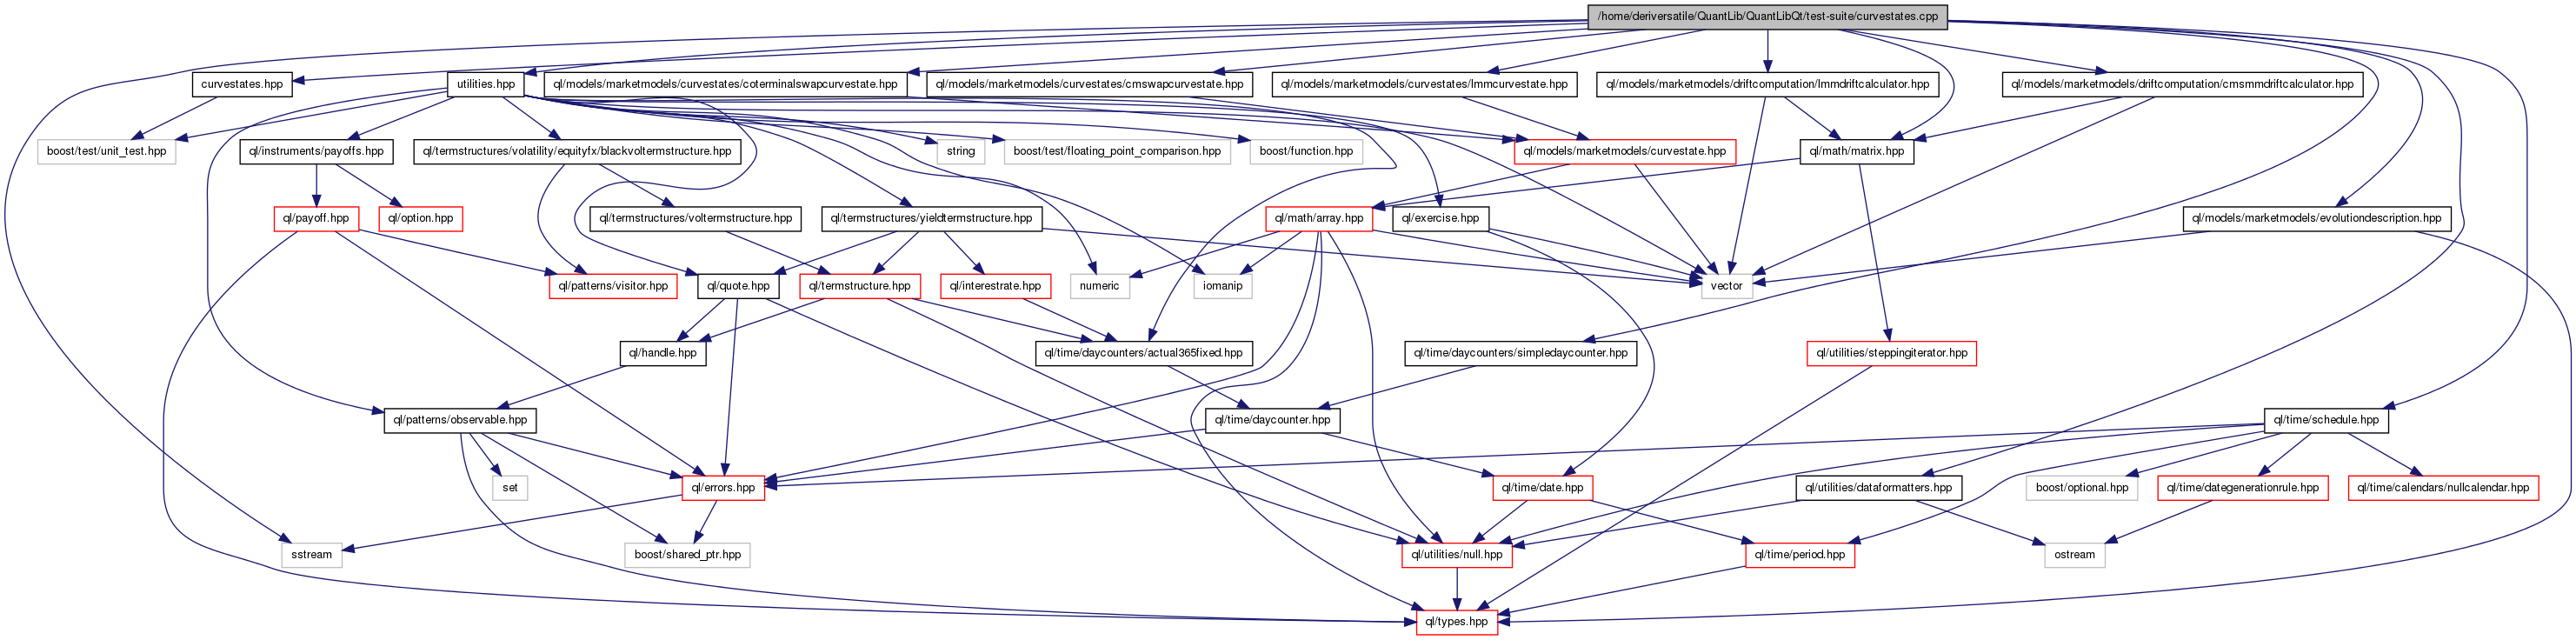 /home/deriversatile/QuantLib/QuantLibQt/test-suite/curvestates.cpp
curvestates.hpp
utilities.hpp
ql/models/marketmodels/curvestates/coterminalswapcurvestate.hpp
ql/models/marketmodels/curvestates/cmswapcurvestate.hpp
ql/models/marketmodels/curvestates/lmmcurvestate.hpp
ql/models/marketmodels/driftcomputation/lmmdriftcalculator.hpp
ql/models/marketmodels/driftcomputation/cmsmmdriftcalculator.hpp
boost/test/unit_test.hpp
ql/instruments/payoffs.hpp
ql/termstructures/volatility/equityfx/blackvoltermstructure.hpp
string
boost/test/floating_point_comparison.hpp
boost/function.hpp
ql/models/marketmodels/curvestate.hpp
ql/math/matrix.hpp
ql/payoff.hpp
ql/option.hpp
ql/termstructures/voltermstructure.hpp
ql/termstructures/yieldtermstructure.hpp
ql/math/array.hpp
ql/exercise.hpp
ql/models/marketmodels/evolutiondescription.hpp
ql/patterns/visitor.hpp
ql/quote.hpp
ql/termstructure.hpp
ql/interestrate.hpp
numeric
iomanip
vector
ql/handle.hpp
ql/time/daycounters/actual365fixed.hpp
ql/time/daycounters/simpledaycounter.hpp
ql/utilities/steppingiterator.hpp
ql/patterns/observable.hpp
ql/time/daycounter.hpp
ql/time/schedule.hpp
set
ql/errors.hpp
ql/time/date.hpp
ql/utilities/dataformatters.hpp
boost/optional.hpp
ql/time/dategenerationrule.hpp
ql/time/calendars/nullcalendar.hpp
sstream
boost/shared_ptr.hpp
ql/utilities/null.hpp
ql/time/period.hpp
ostream
ql/types.hpp